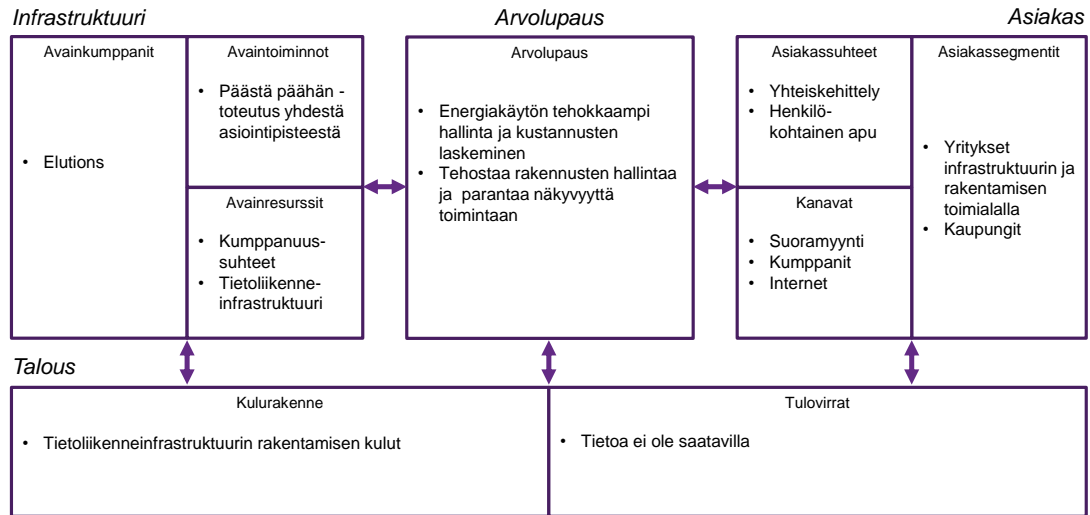 Infrastruktuuri
Arvolupaus
Asiakas
Avainkumppanit
• Elutions
Avaintoiminnot
• Päästä päähän -
toteutus yhdestä
asiointipisteestä
Avainresurssit
• Kumppanuus-
suhteet
• Tietoliikenne-
infrastruktuuri
Arvolupaus
• Energiakäytön tehokkaampi
hallinta ja kustannusten
laskeminen
• Tehostaa rakennusten hallintaa
ja parantaa näkyvyyttä
toimintaan
Asiakassuhteet
• Yhteiskehittely
• Henkilö-
kohtainen apu
Kanavat
• Suoramyynti
• Kumppanit
• Internet
Asiakassegmentit
• Yritykset
infrastruktuurin ja
rakentamisen
toimialalla
• Kaupungit
Talous
Kulurakenne
• Tietoliikenneinfrastruktuurin rakentamisen kulut
Tulovirrat
• Tietoa ei ole saatavilla